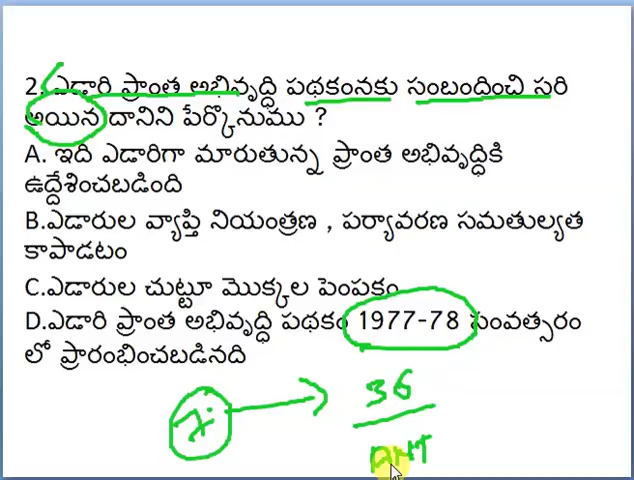 2. ఎడారి ప్రాంత అభివృద్ధి పథకంనకు సంబందించి సరి
అయిన దానిని పేర్కొనుము ?
A. ఇది ఎడారిగా మారుతున్న ప్రాంత అభివృద్ధికి
ఉద్దేశించబడింది
B.ఎడారుల వ్యాప్తి నియంత్రణ , పర్యావరణ సమతుల్యత
కాపాడటం
C.ఎడారుల చుట్టూ మొక్కల పెంపకం
D.ఎడారి ప్రాంత అభివృద్ధి పథకం 1977-78 సంవత్సరం
లో ప్రారంభించబడినది
36